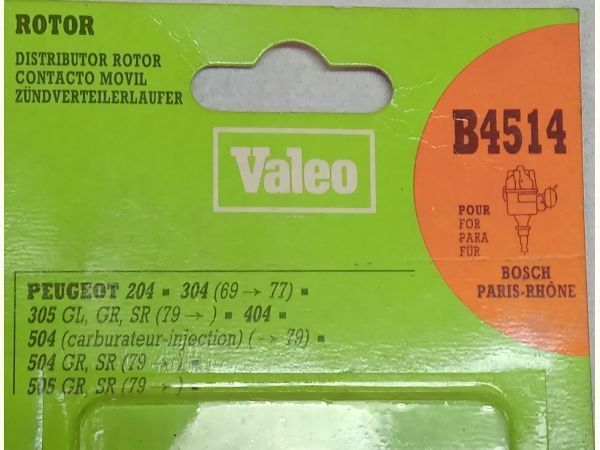 ROTOR
DISTRIBUTOR ROTOR
CONTACTO MOVIL
ZÜNDVERTEILERLAUFER
Valeo
B4514
POUR
FOR
PARA
FÜR
BOSCH
PARIS-RHÔNE
PEUGEOT 204 ▪ 304 (69 → 77) ▪
305 GL, GR, SR (79 → ) ▪ 404 ▪
504 (carburateur-injection) ( → 79) ▪
504 GR, SR (79 → ) ▪
505 GR, SR (79 → ) ▪